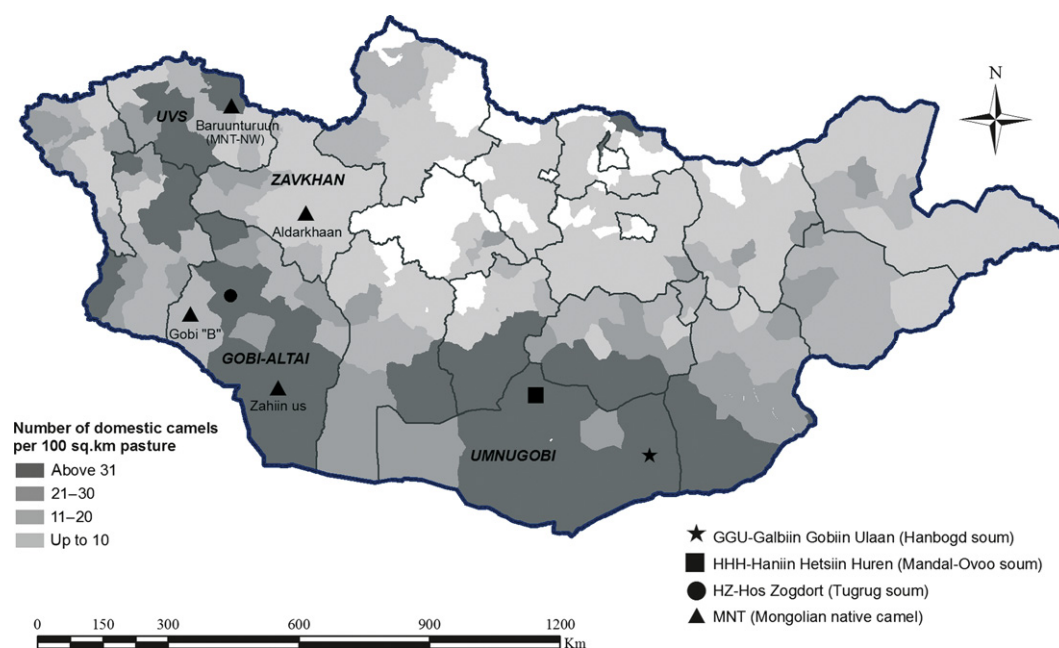 N
UVS
Baruunturuun
(MNT-NW)
ZAVKHAN
Aldarkhaan
Gobi "B"
GOBI-ALTAI
Zahiin us
UMNUGOBI
Number of domestic camels
per 100 sq.km pasture
Above 31
21–30
11–20
Up to 10
GGU-Galbiin Gobiin Ulaan (Hanbogd soum)
HHH-Haniin Hetsiin Huren (Mandal-Ovoo soum)
HZ-Hos Zogdort (Tugrug soum)
MNT (Mongolian native camel)
0 150 300 600 900 1200
Km